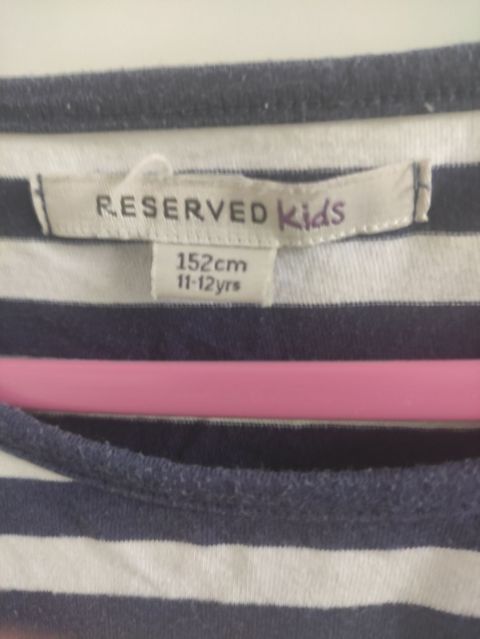 RESERVED Kids
152cm
11-12yrs